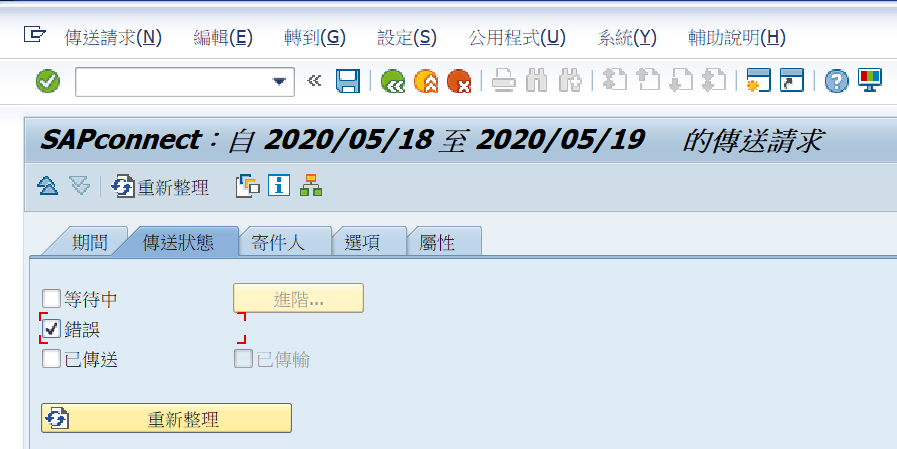 傳送請求(N) 編輯(E) 轉到(G) 設定(S) 公用程式(U) 系統(Y) 輔助說明(H)
SAPconnect：自 2020/05/18 至 2020/05/19 的傳送請求
重新整理
期間 傳送狀態 寄件人 選項 屬性
等待中 進階...
錯誤
已傳送 已傳輸
重新整理